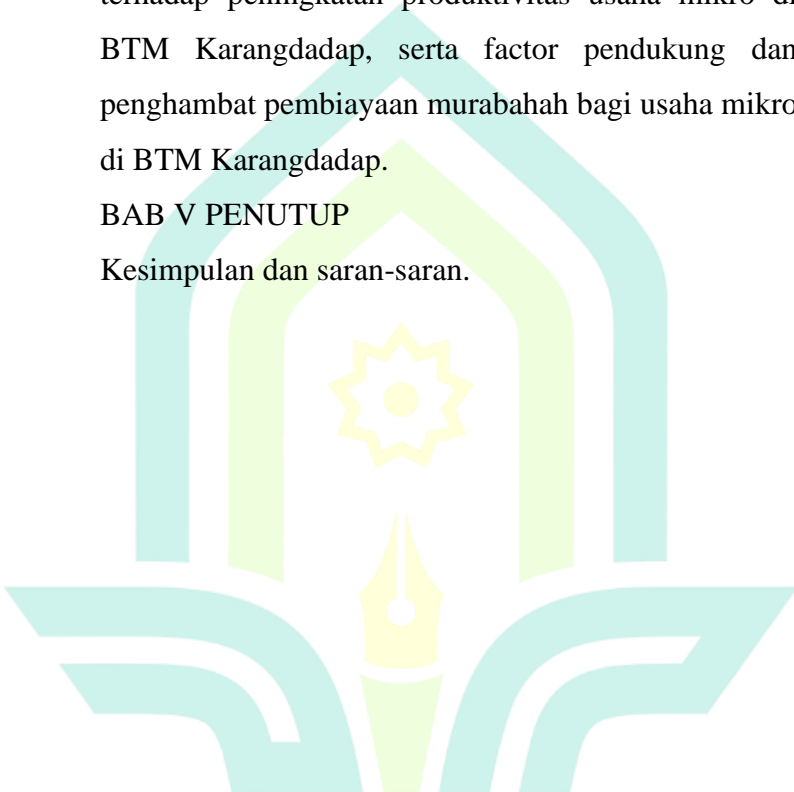 terhadap peningkatan produktivitas usaha mikro di
BTM Karangdadap, serta factor pendukung dan
penghambat pembiayaan murabahah bagi usaha mikro
di BTM Karangdadap.
BAB V PENUTUP
Kesimpulan dan saran-saran.